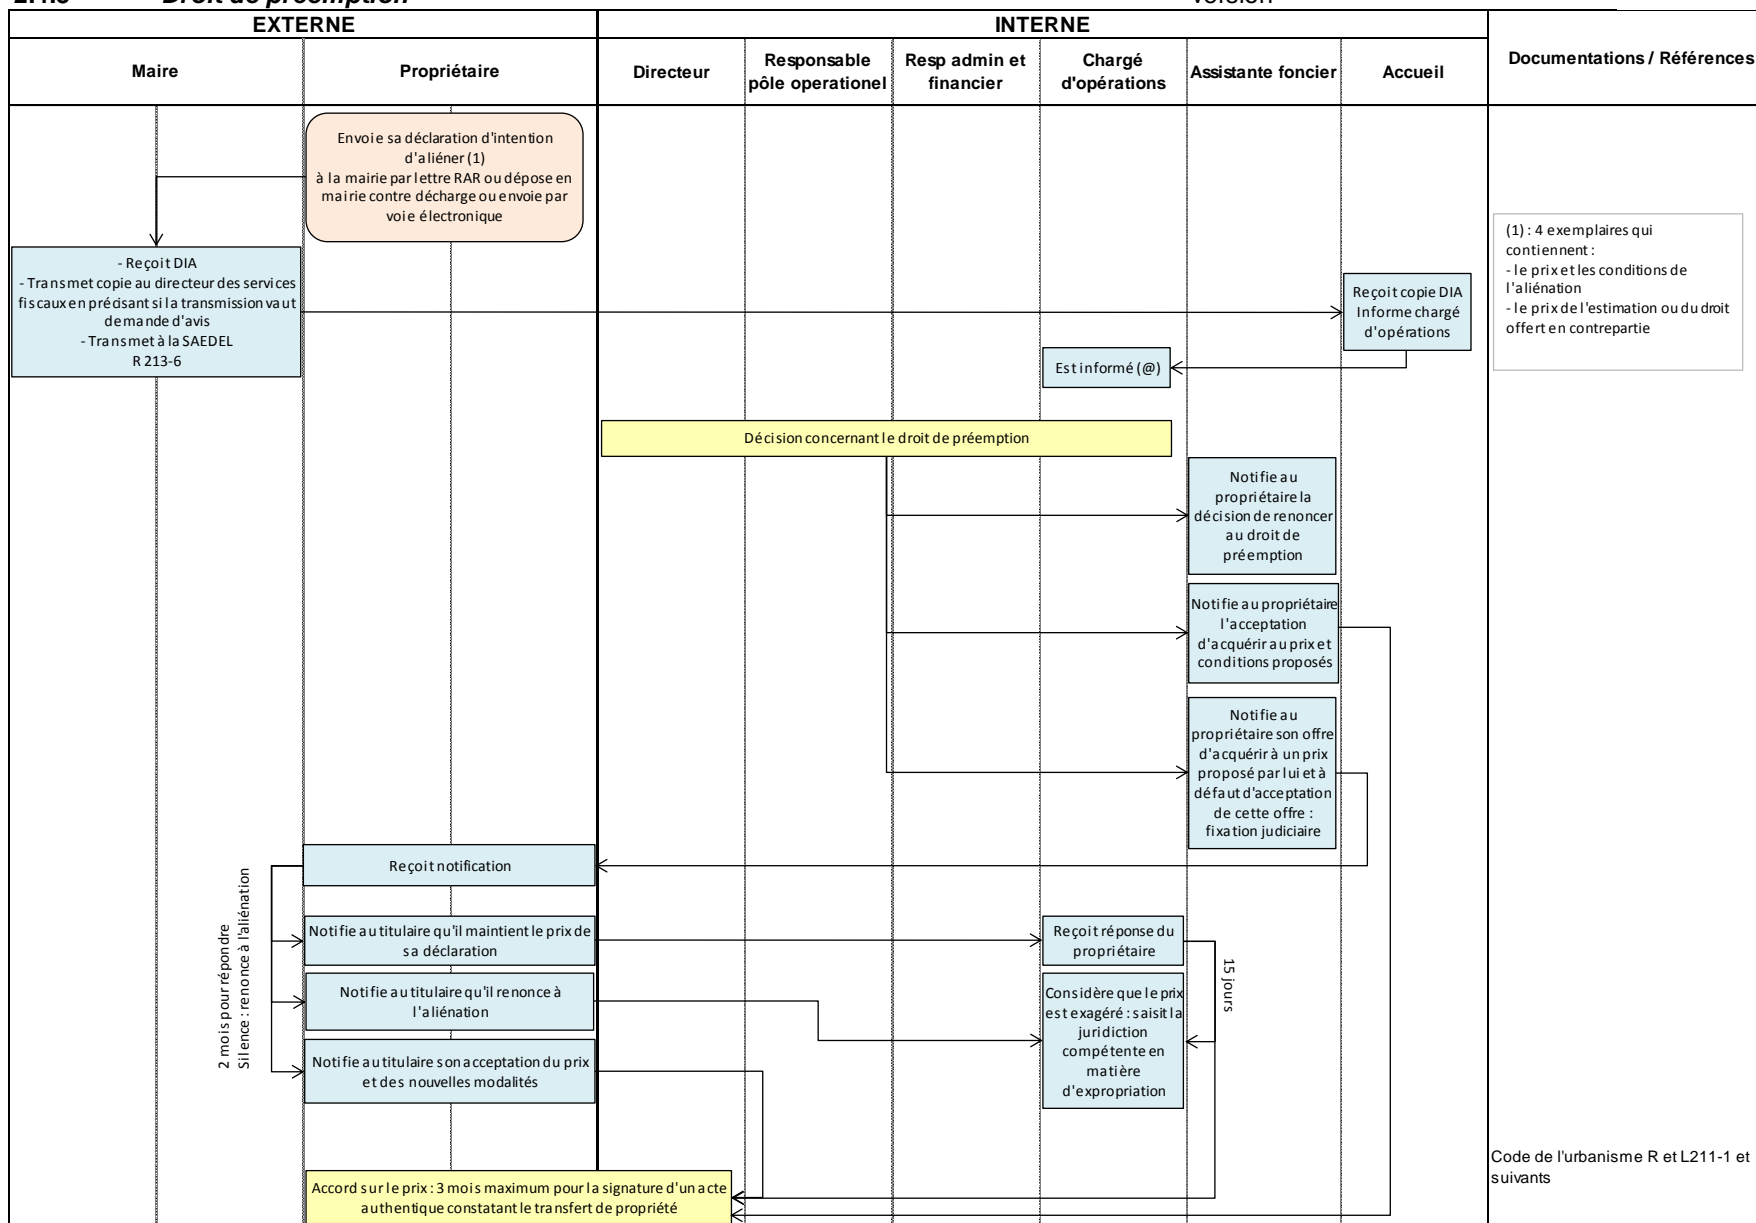 Droit de préemption
EXTERNE
INTERNE
Documentations / Références
Maire
Propriétaire
Directeur
Responsable
pôle operationel
Resp admin et
financier
Chargé
d'opérations
Assistante foncier
Accueil
Envoie sa déclaration d'intention
d'aliéner (1)
à la mairie par lettre RAR ou dépose en
mairie contre décharge ou envoie par
voie électronique
- Reçoit DIA
- Transmet copie au directeur des services
fiscaux en précisant si la transmission vaut
demande d'avis
- Transmet à la SAEDEL
R 213-6
Reçoit copie DIA
Informe chargé
d'opérations
(1) : 4 exemplaires qui
contiennent :
- le prix et les conditions de
l'aliénation
- le prix de l'estimation ou du droit
offert en contrepartie
Est informé (@)
Décision concernant le droit de préemption
Notifie au
propriétaire la
décision de renoncer
au droit de
préemption
Notifie au propriétaire
l'acceptation
d'acquérir au prix et
conditions proposés
Notifie au
propriétaire son offre
d'acquérir à un prix
proposé par lui et à
défaut d'acceptation
de cette offre :
fixation judiciaire
Reçoit notification
2 mois pour répondre
Silence : renonce à l'aliénation
Notifie au titulaire qu'il maintient le prix de
sa déclaration
Reçoit réponse du
propriétaire
15 jours
Notifie au titulaire qu'il renonce à
l'aliénation
Considère que le prix
est exagéré : saisit la
juridiction
compétente en
matière
d'expropriation
Notifie au titulaire son acceptation du prix
et des nouvelles modalités
Accord sur le prix : 3 mois maximum pour la signature d'un acte
authentique constatant le transfert de propriété
Code de l'urbanisme R et L211-1 et
suivants